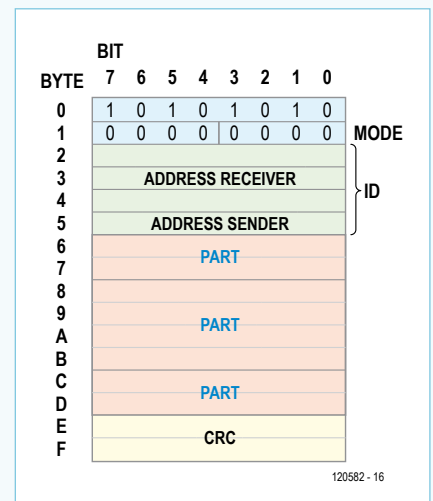 BIT
BYTE 7 6 5 4 3 2 1 0
0 1 0 1 0 1 0 1 0
1 0 0 0 0 0 0 0 0 MODE
2
3 ADDRESS RECEIVER ID
4
5 ADDRESS SENDER
6 PART
7
8
9 PART
A
B
C PART
D
E CRC
F
120582 - 16